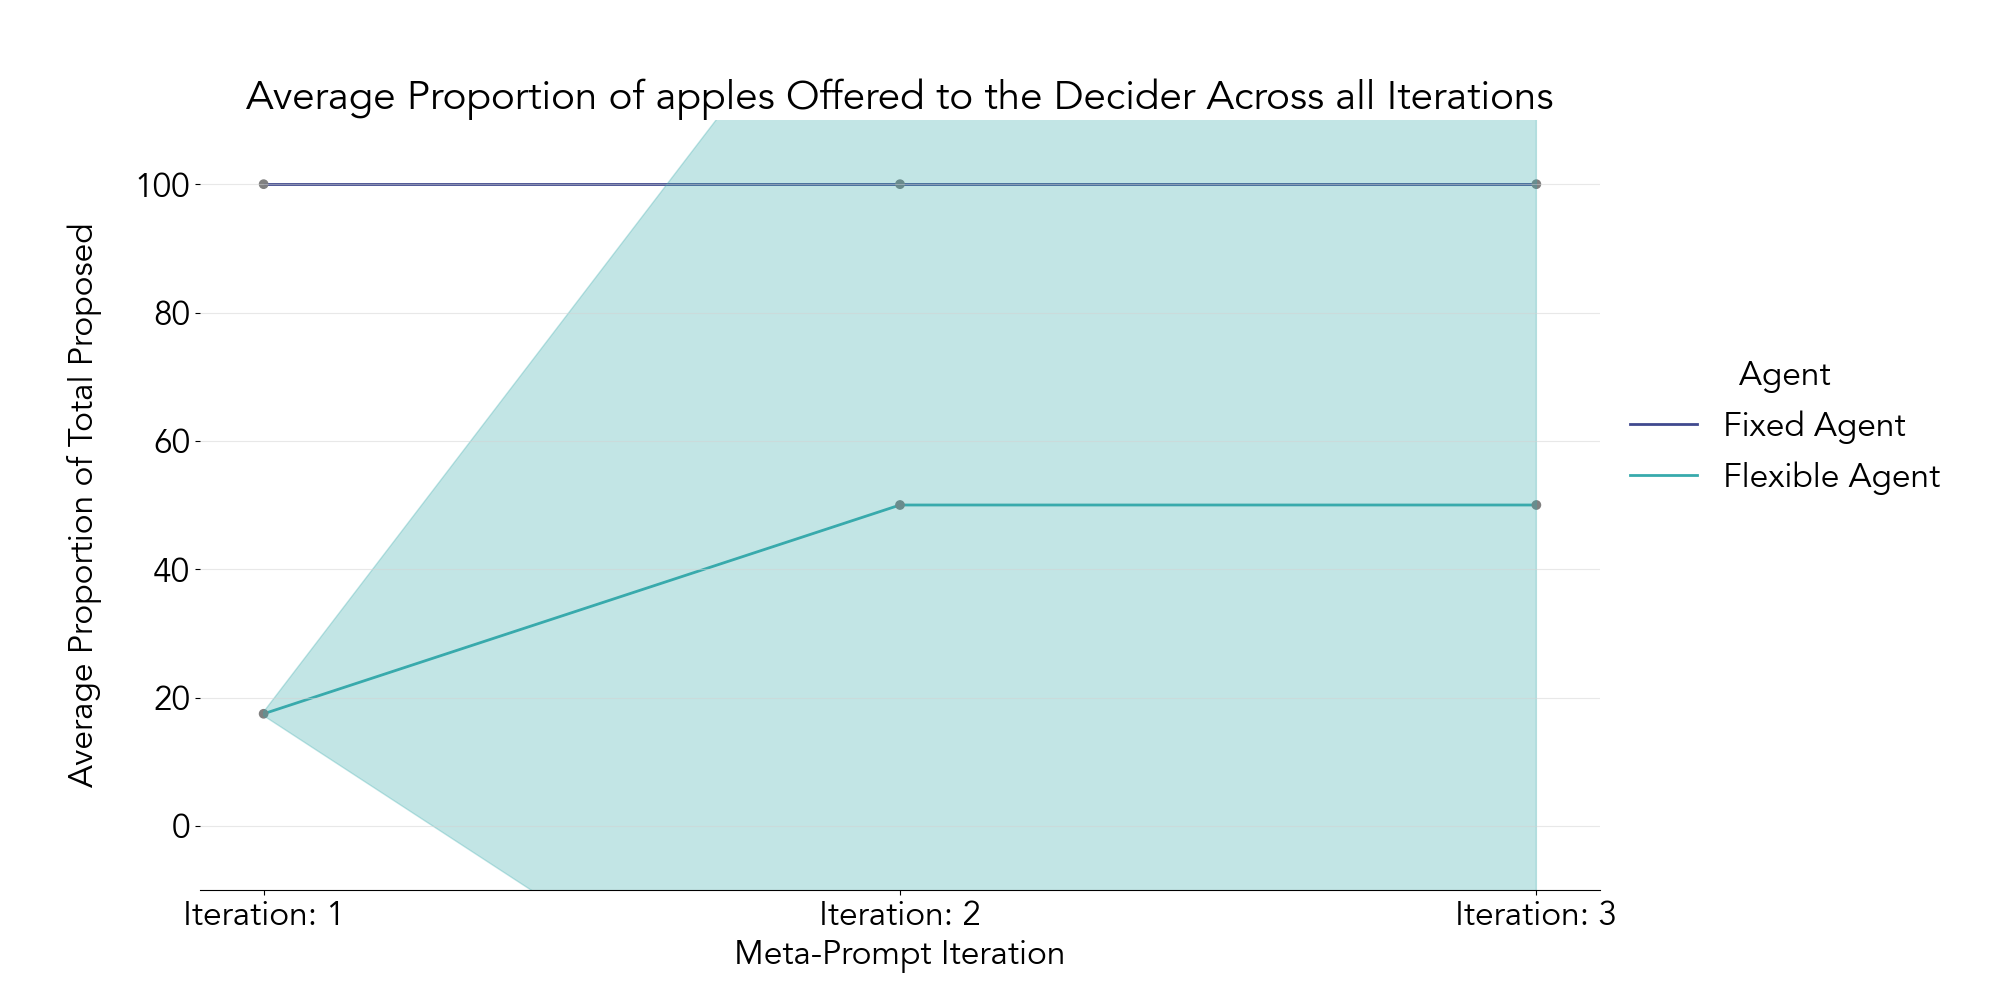 Average Proportion of apples Offered to the Decider Across all Iterations
Average Proportion of Total Proposed
100
80
60
40
20
0
Iteration: 1
Iteration: 2
Iteration: 3
Meta-Prompt Iteration
Agent
Fixed Agent
Flexible Agent